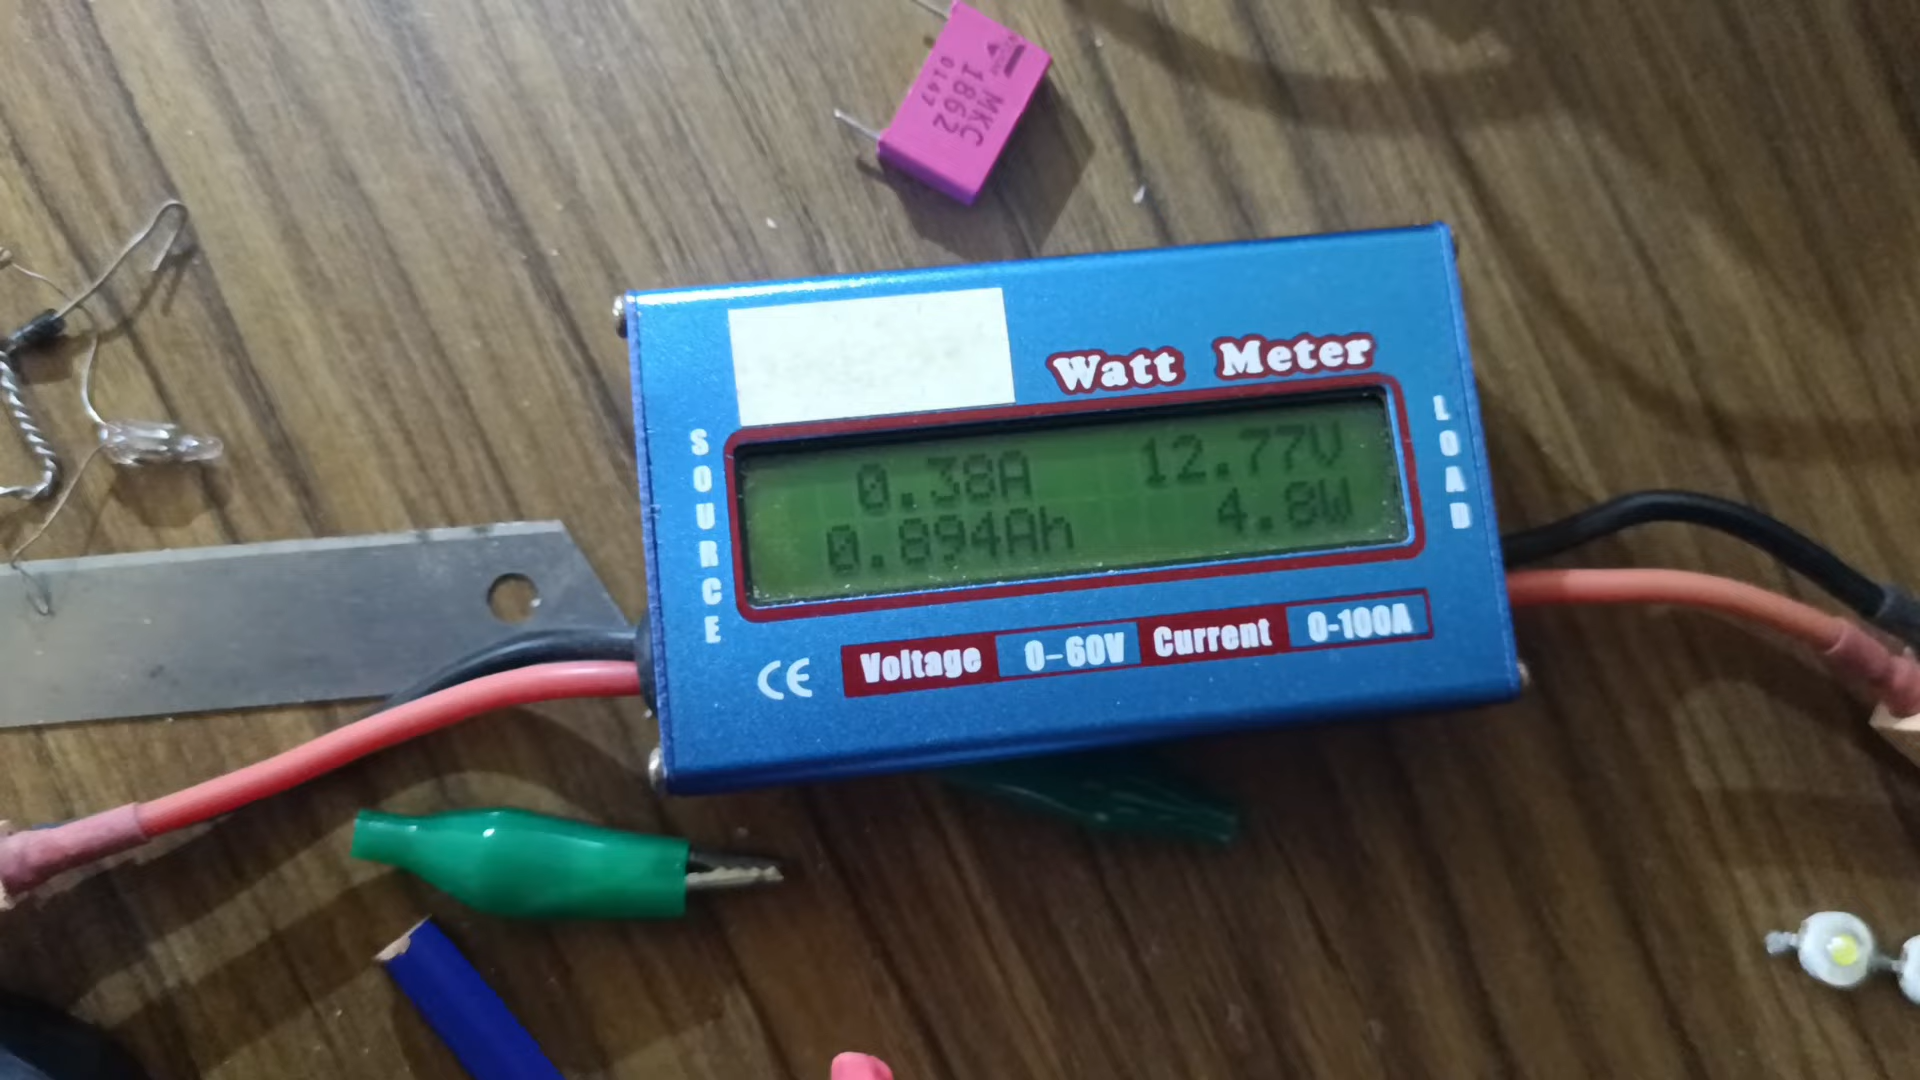 MKC
1862
0147
Watt Meter
SOURCE
LOAD
0.38A 12.77V
0.894Ah 4.8W
CE Voltage 0-60V Current 0-100A